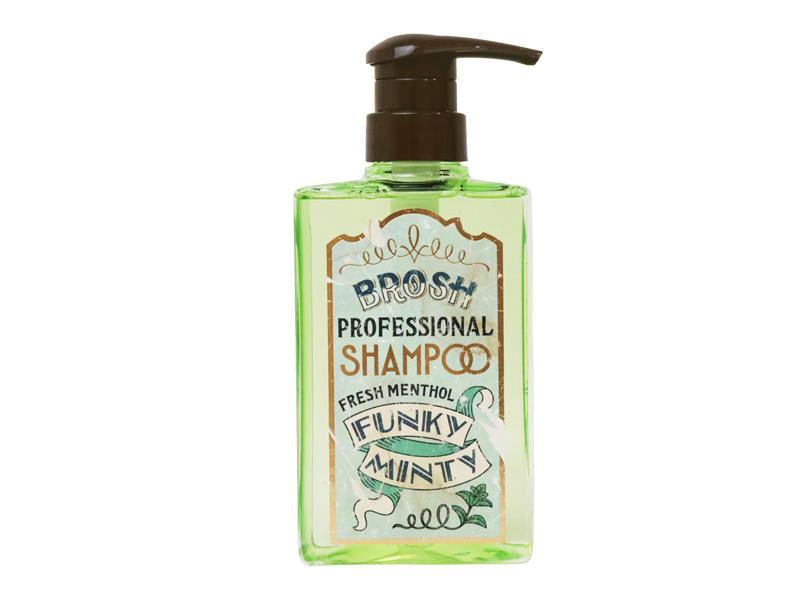 BROSH
PROFESSIONAL
SHAMPOO
FRESH MENTHOL
FUNKY
MINTY